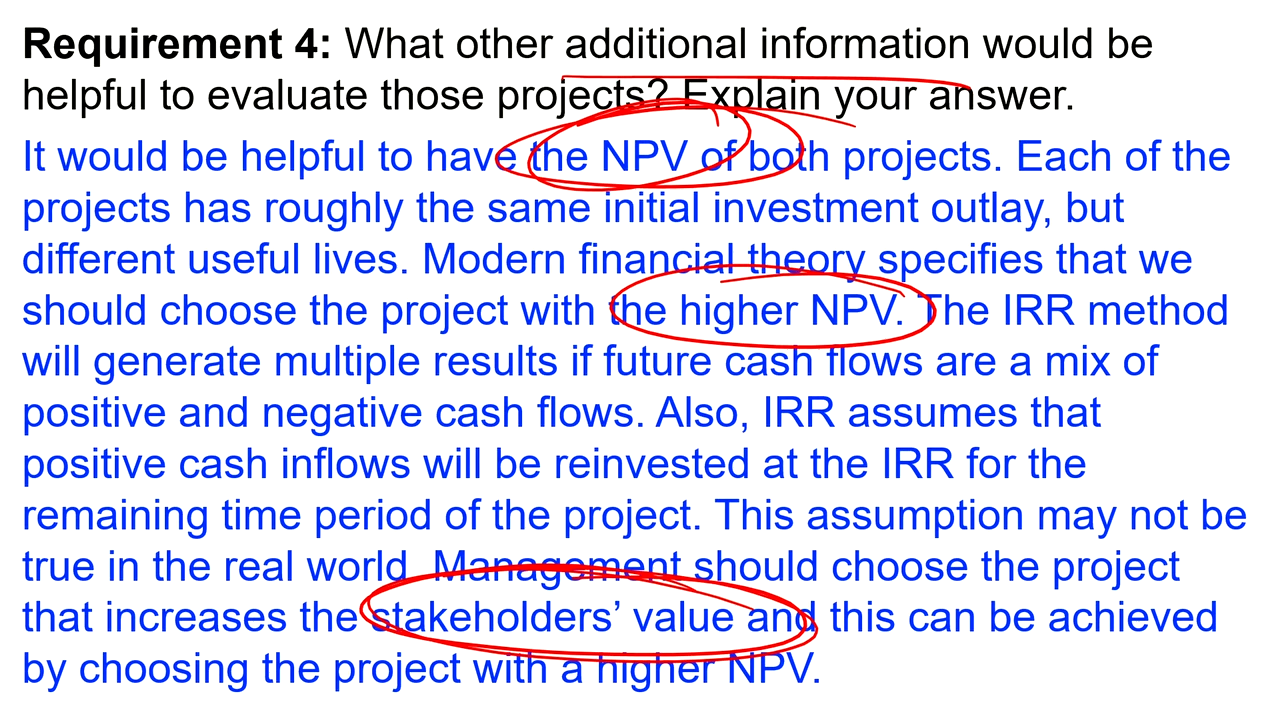 Requirement 4: What other additional information would be
helpful to evaluate those projects? Explain your answer.
It would be helpful to have the NPV of both projects. Each of the
projects has roughly the same initial investment outlay, but
different useful lives. Modern financial theory specifies that we
should choose the project with the higher NPV. The IRR method
will generate multiple results if future cash flows are a mix of
positive and negative cash flows. Also, IRR assumes that
positive cash inflows will be reinvested at the IRR for the
remaining time period of the project. This assumption may not be
true in the real world. Management should choose the project
that increases the stakeholders’ value and this can be achieved
by choosing the project with a higher NPV.